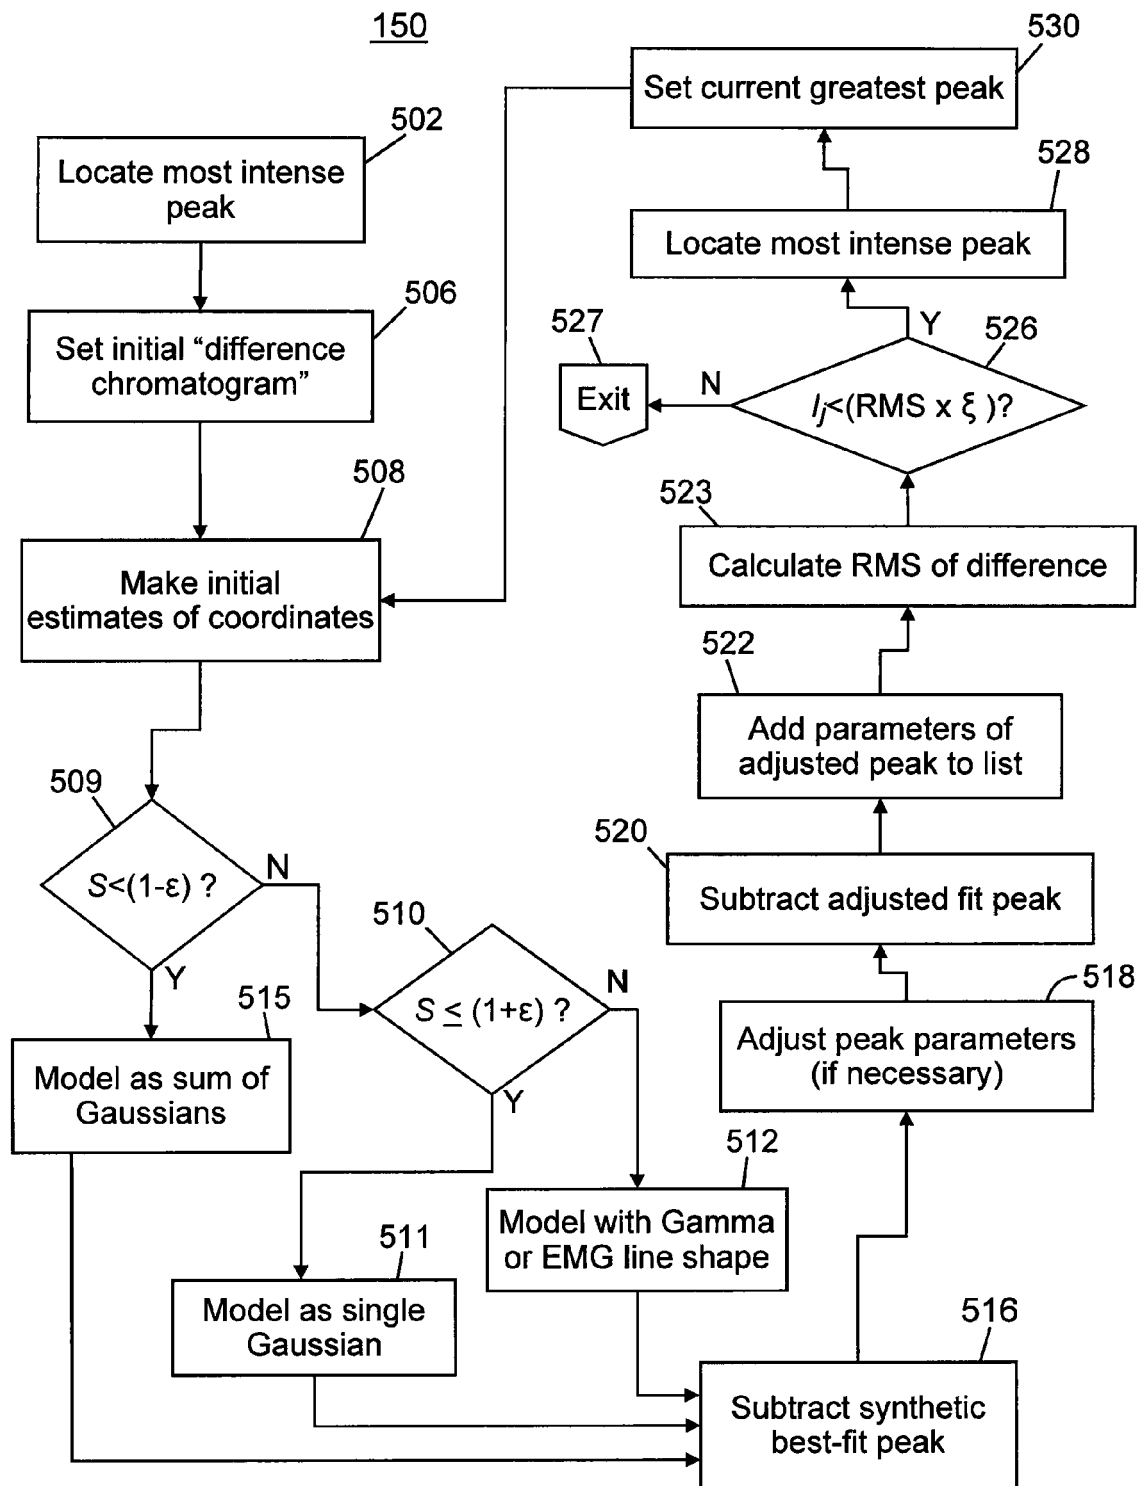 150
502
Locate most intense
peak
506
Set initial “difference
chromatogram”
508
Make initial
estimates of coordinates
509
S<(1-ε) ?
N
Y
510
S ≤ (1+ε) ?
N
Y
515
Model as sum of
Gaussians
511
Model as single
Gaussian
512
Model with Gamma
or EMG line shape
516
Subtract synthetic
best-fit peak
518
Adjust peak parameters
(if necessary)
520
Subtract adjusted fit peak
522
Add parameters of
adjusted peak to list
523
Calculate RMS of difference
526
Ij<(RMS x ξ )?
N
Y
527
Exit
528
Locate most intense peak
530
Set current greatest peak